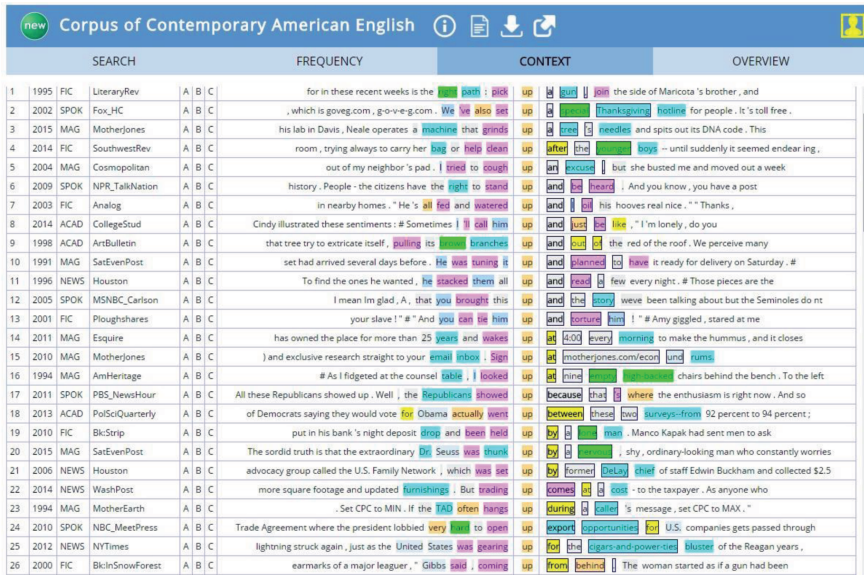 new Corpus of Contemporary American English
SEARCH FREQUENCY CONTEXT OVERVIEW
1 1995 FIC LiteraryRev A B C for in these recent weeks is the right path : pick up a gun , join the side of Maricota 's brother , and
2 2002 SPOK Fox_HC A B C , which is goveg.com , g-o-v-e-g.com . We 've also set up a special Thanksgiving hotline for people . It 's toll free .
3 2015 MAG MotherJones A B C his lab in Davis , Neale operates a machine that grinds up a tree 's needles and spits out its DNA code . This
4 2014 FIC SouthwestRev A B C room , trying always to carry her bag or help clean up after the younger boys -- until suddenly it seemed endear ing ,
5 2004 MAG Cosmopolitan A B C out of my neighbor 's pad . I tried to cough up an excuse , but she busted me and moved out a week
6 2009 SPOK NPR_TalkNation A B C history . People - the citizens have the right to stand up and be heard . And you know , you have a post
7 2003 FIC Analog A B C in nearby homes . " He 's all fed and watered up and I oil his hooves real nice . " " Thanks ,
8 2014 ACAD CollegeStud A B C Cindy illustrated these sentiments : # Sometimes I 'll call him up and just be like , " I 'm lonely , do you
9 1998 ACAD ArtBulletin A B C that tree try to extricate itself , pulling its brown branches up and out of the red of the roof . We perceive many
10 1991 MAG SatEvenPost A B C set had arrived several days before . He was tuning it up and planned to have it ready for delivery on Saturday . #
11 1996 NEWS Houston A B C To find the ones he wanted , he stacked them all up and read a few every night . # Those pieces are the
12 2005 SPOK MSNBC_Carlson A B C I mean Im glad , A , that you brought this up and the story weve been talking about but the Seminoles do nt
13 2001 FIC Ploughshares A B C your slave ! " # " And you can tie him up and torture him ! " # Amy giggled , stared at me
14 2011 MAG Esquire A B C has owned the place for more than 25 years and wakes up at 4:00 every morning to make the hummus , and it closes
15 2010 MAG MotherJones A B C ) and exclusive research straight to your email inbox . Sign up at motherjones.com/econ und rums.
16 1994 MAG AmHeritage A B C # As I fidgeted at the counsel table , I looked up at nine empty high-backed chairs behind the bench . To the left
17 2011 SPOK PBS_NewsHour A B C All these Republicans showed up . Well , the Republicans showed up because that 's where the enthusiasm is right now . And so
18 2013 ACAD PolSciQuarterly A B C of Democrats saying they would vote for Obama actually went up between these two surveys--from 92 percent to 94 percent ;
19 2010 FIC Bk:Strip A B C put in his bank 's night deposit drop and been held up by a lone man . Manco Kapak had sent men to ask
20 2015 MAG SatEvenPost A B C The sordid truth is that the extraordinary Dr. Seuss was thunk up by a nervous , shy , ordinary-looking man who constantly worries
21 2006 NEWS Houston A B C advocacy group called the U.S. Family Network , which was set up by former DeLay chief of staff Edwin Buckham and collected $2.5
22 2014 NEWS WashPost A B C more square footage and updated furnishings . But trading up comes at a cost - to the taxpayer . As anyone who
23 1994 MAG MotherEarth A B C . Set CPC to MIN . If the TAD often hangs up during a caller 's message , set CPC to MAX . "
24 2010 SPOK NBC_MeetPress A B C Trade Agreement where the president lobbied very hard to open up export opportunities for U.S. companies gets passed through
25 2012 NEWS NYTimes A B C lightning struck again , just as the United States was gearing up for the cigars-and-power-ties bluster of the Reagan years ,
26 2000 FIC Bk:InSnowForest A B C earmarks of a major leaguer , " Gibbs said , coming up from behind . The woman started as if a gun had been